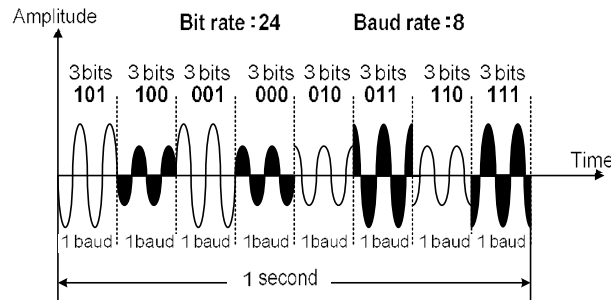 Amplitude
Bit rate : 24 Baud rate : 8
3 bits 3 bits 3 bits 3 bits 3 bits 3 bits 3 bits 3 bits
101 100 001 000 010 011 110 111
Time
1 baud 1 baud 1 baud 1 baud 1 baud 1 baud 1 baud 1 baud
1 second